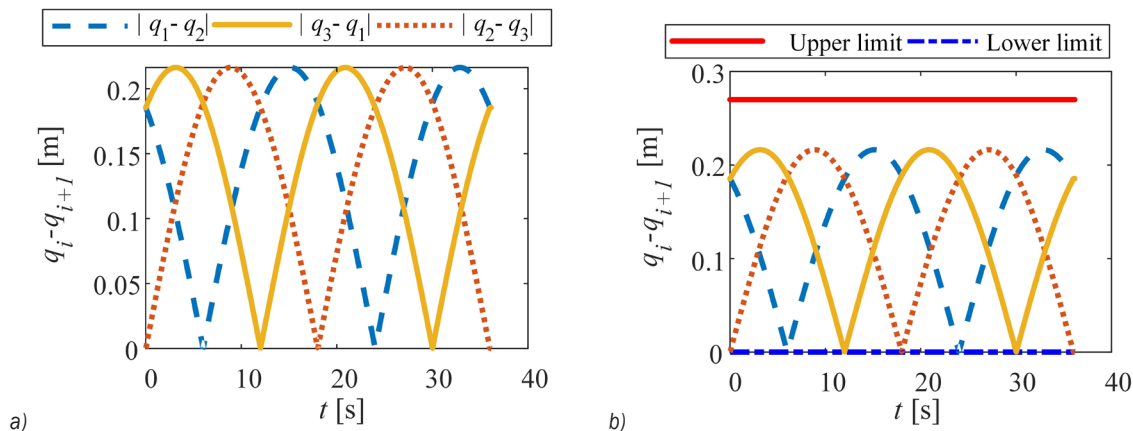 |q1- q2| |q3- q1| |q2- q3|
0.2
0.15
0.1
0.05
0
qi-qi+1 [m]
0 10 20 30 40
t [s]
a)
Upper limit Lower limit
0.3
0.2
0.1
0
qi-qi+1 [m]
0 10 20 30 40
t [s]
b)